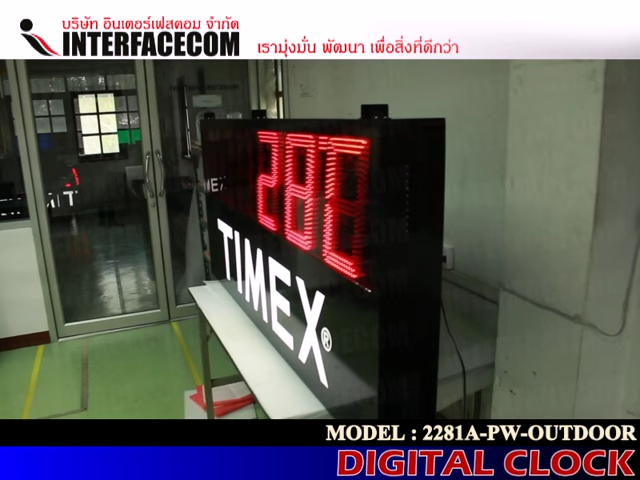 บริษัท อินเตอร์เฟสคอม จำกัด
INTERFACECOM
เรามุ่งมั่น พัฒนา เพื่อสิ่งที่ดีกว่า
28C
TIMEX®
MODEL : 2281A-PW-OUTDOOR
DIGITAL CLOCK